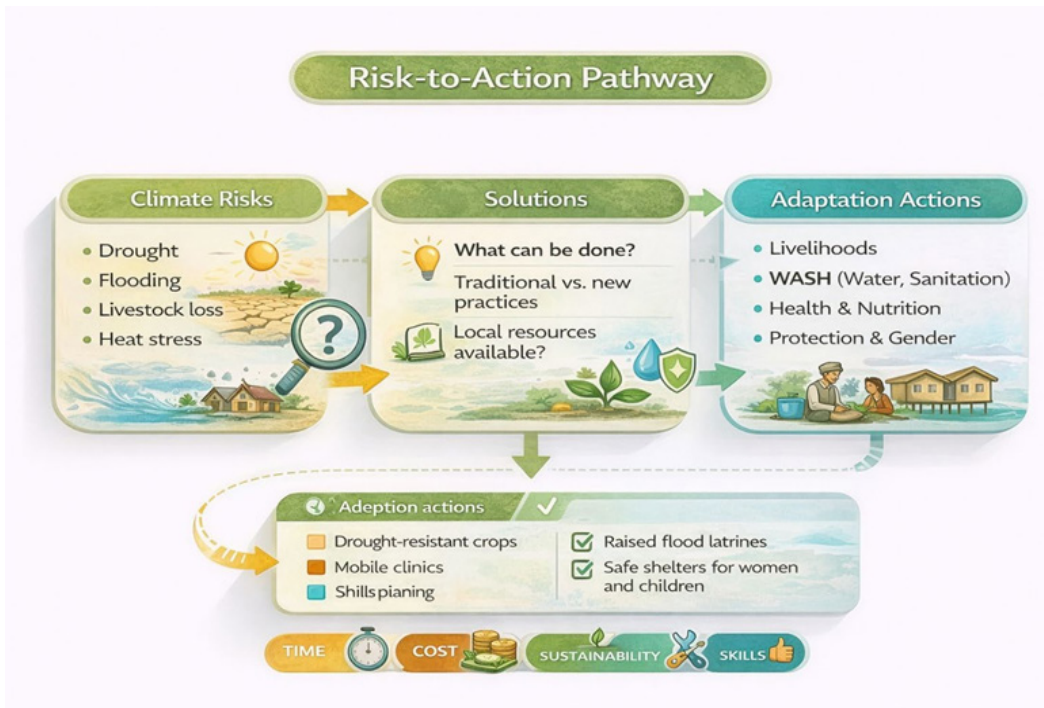 Risk-to-Action Pathway
Climate Risks
Drought
Flooding
Livestock loss
Heat stress
?
Solutions
What can be done?
Traditional vs. new
practices
Local resources
available?
Adaptation Actions
Livelihoods
WASH (Water, Sanitation)
Health & Nutrition
Protection & Gender
Adeption actions
Drought-resistant crops
Mobile clinics
Shills pianing
Raised flood latrines
Safe shelters for women
and children
TIME
COST
SUSTAINABILITY
SKILLS